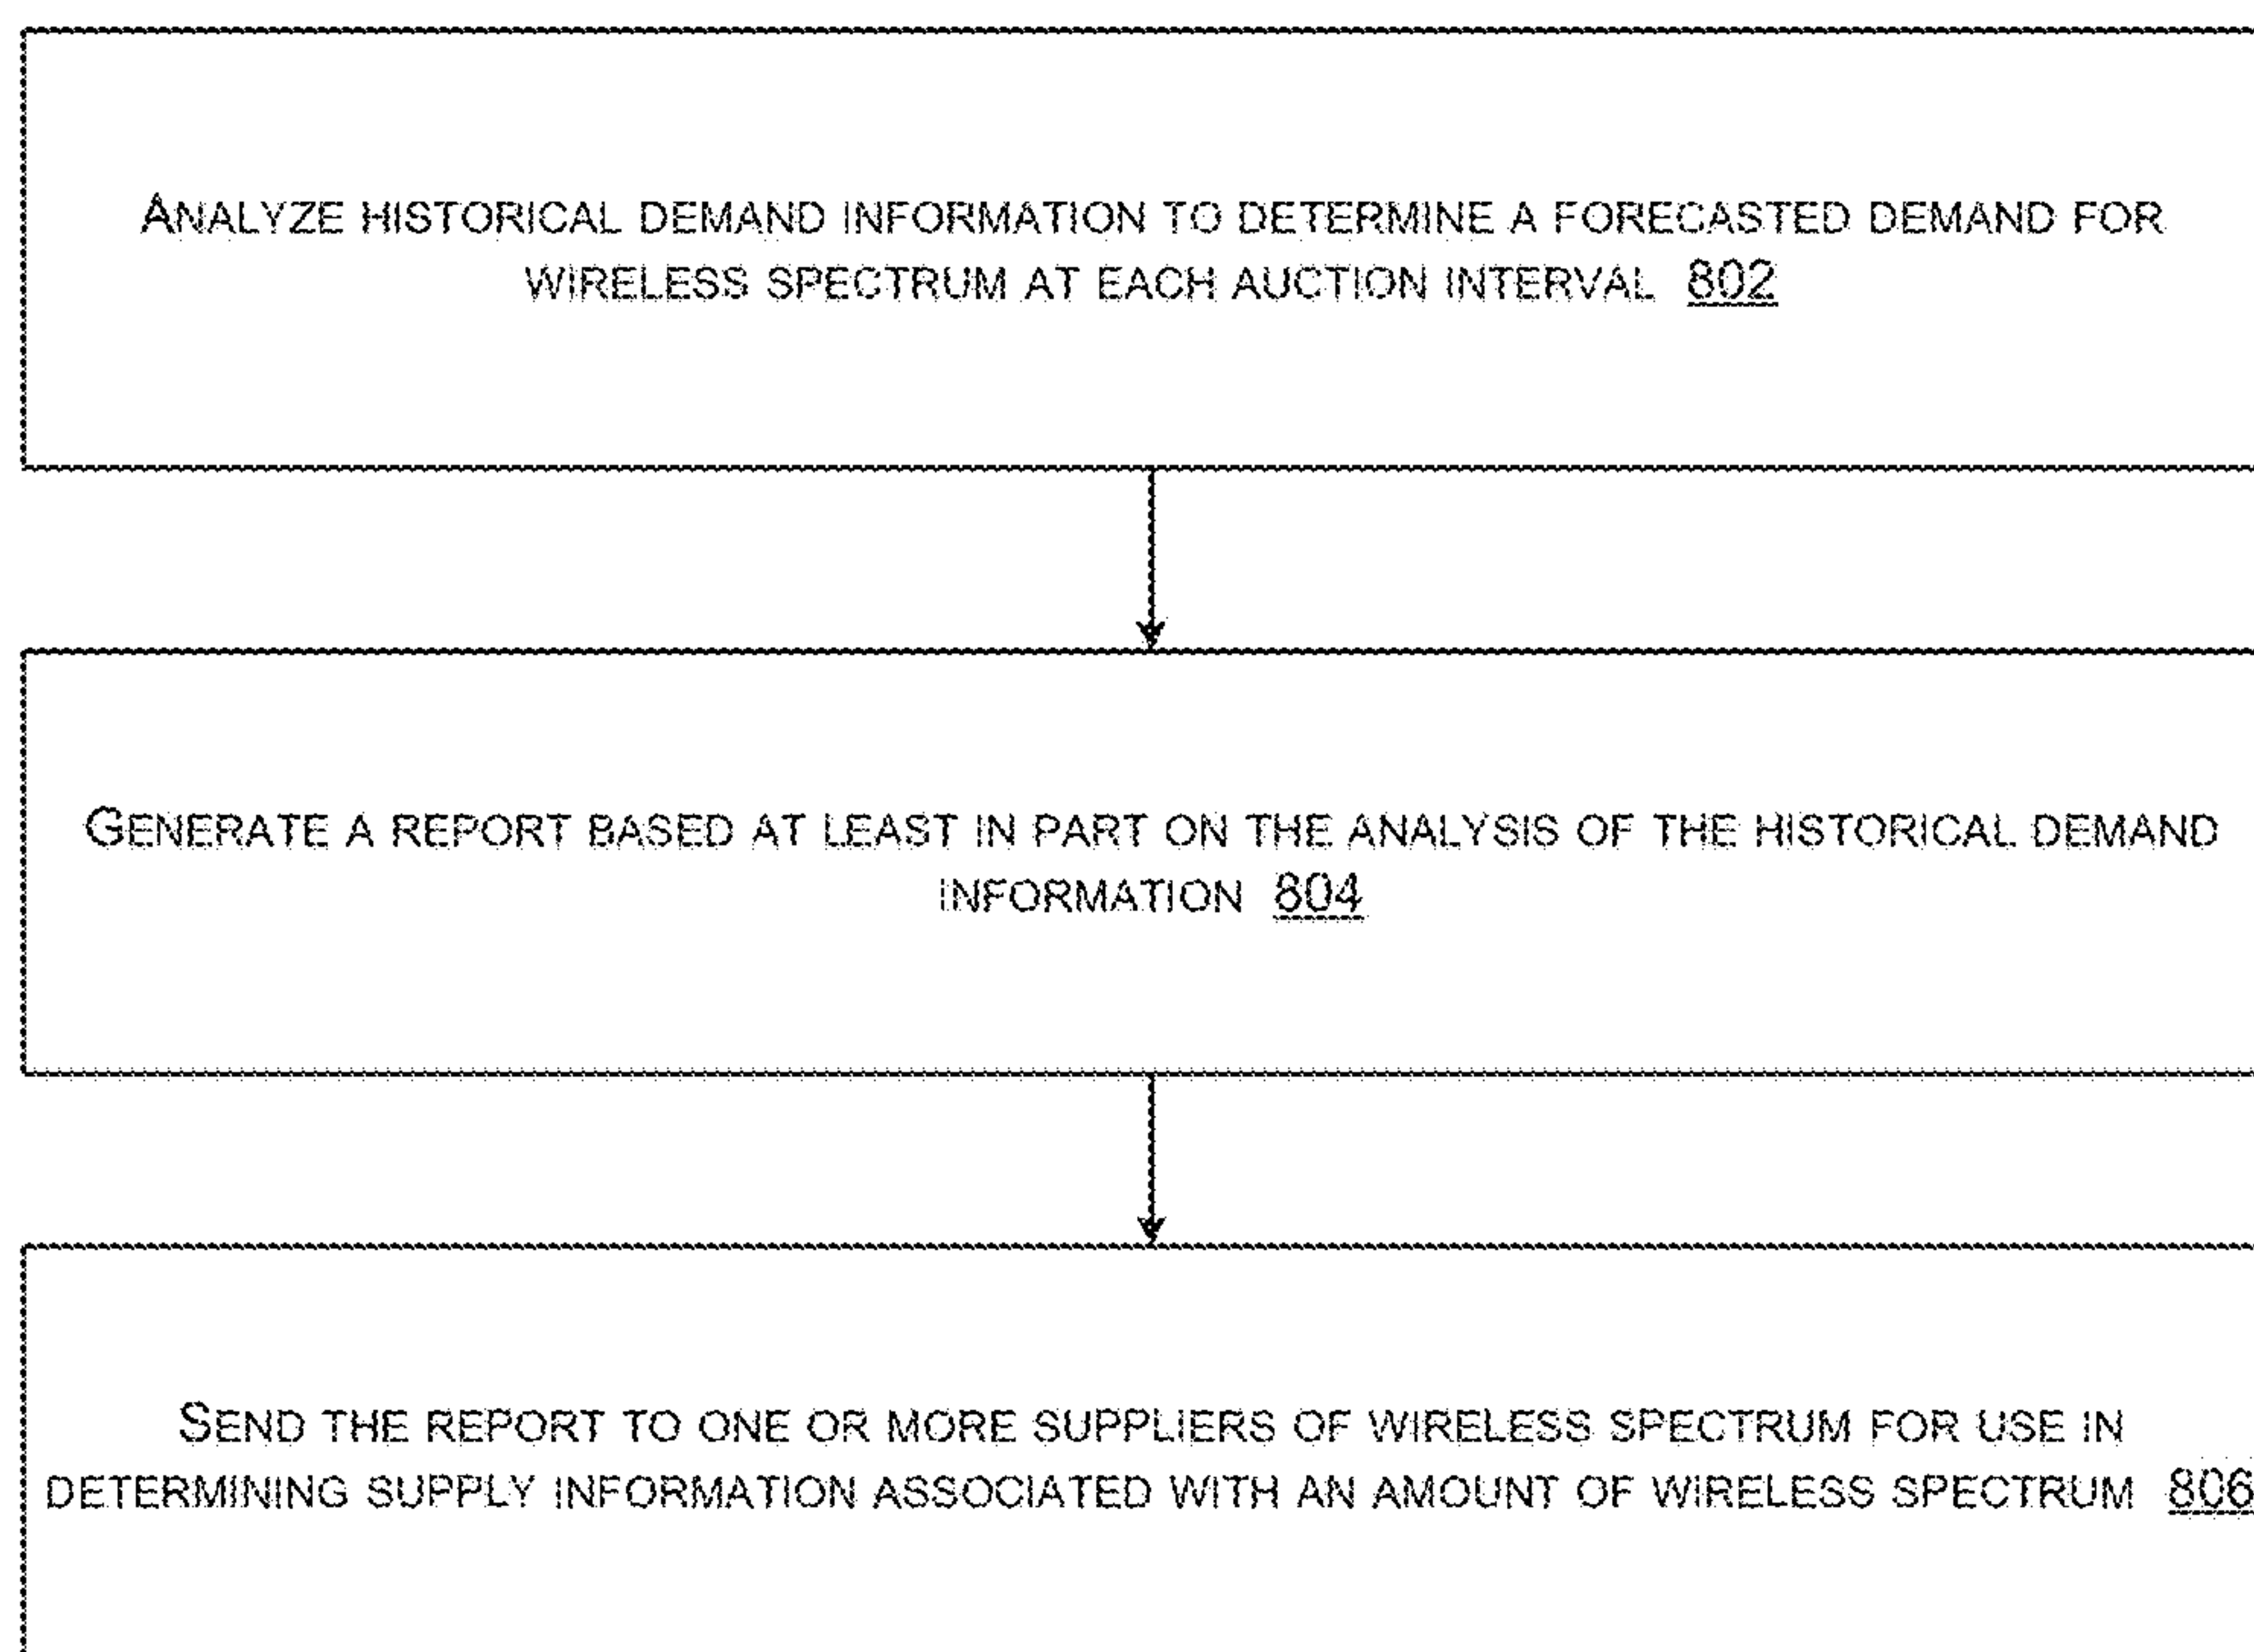 ANALYZE HISTORICAL DEMAND INFORMATION TO DETERMINE A FORECASTED DEMAND FOR
WIRELESS SPECTRUM AT EACH AUCTION INTERVAL 802
GENERATE A REPORT BASED AT LEAST IN PART ON THE ANALYSIS OF THE HISTORICAL DEMAND
INFORMATION 804
SEND THE REPORT TO ONE OR MORE SUPPLIERS OF WIRELESS SPECTRUM FOR USE IN
DETERMINING SUPPLY INFORMATION ASSOCIATED WITH AN AMOUNT OF WIRELESS SPECTRUM 806